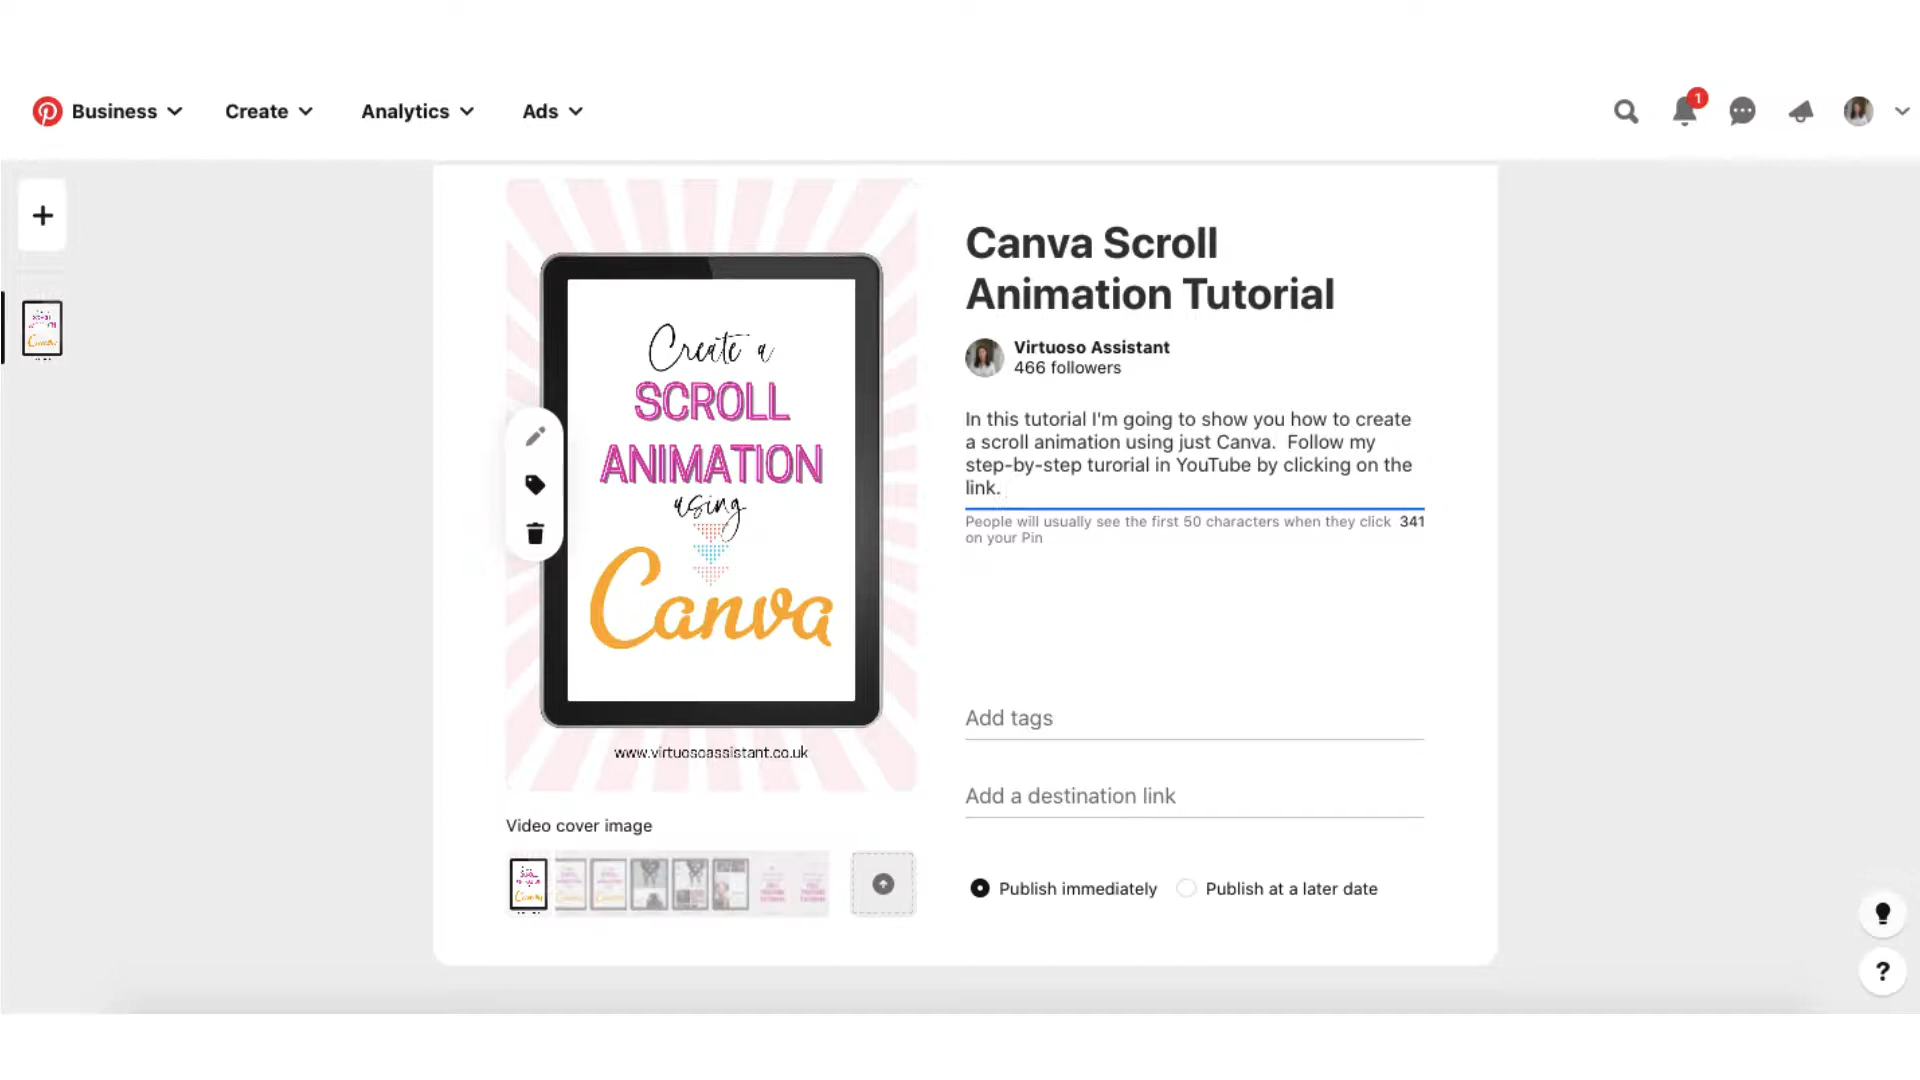 Business
Create
Analytics
Ads
1
Canva Scroll
Animation Tutorial
Virtuoso Assistant
466 followers
In this tutorial I'm going to show you how to create
a scroll animation using just Canva.  Follow my
step-by-step turorial in YouTube by clicking on the
link.
People will usually see the first 50 characters when they click 341
on your Pin
Add tags
Add a destination link
Publish immediately
Publish at a later date
Create a
SCROLL
ANIMATION
using
Canva
www.virtuosoassistant.co.uk
Video cover image
?